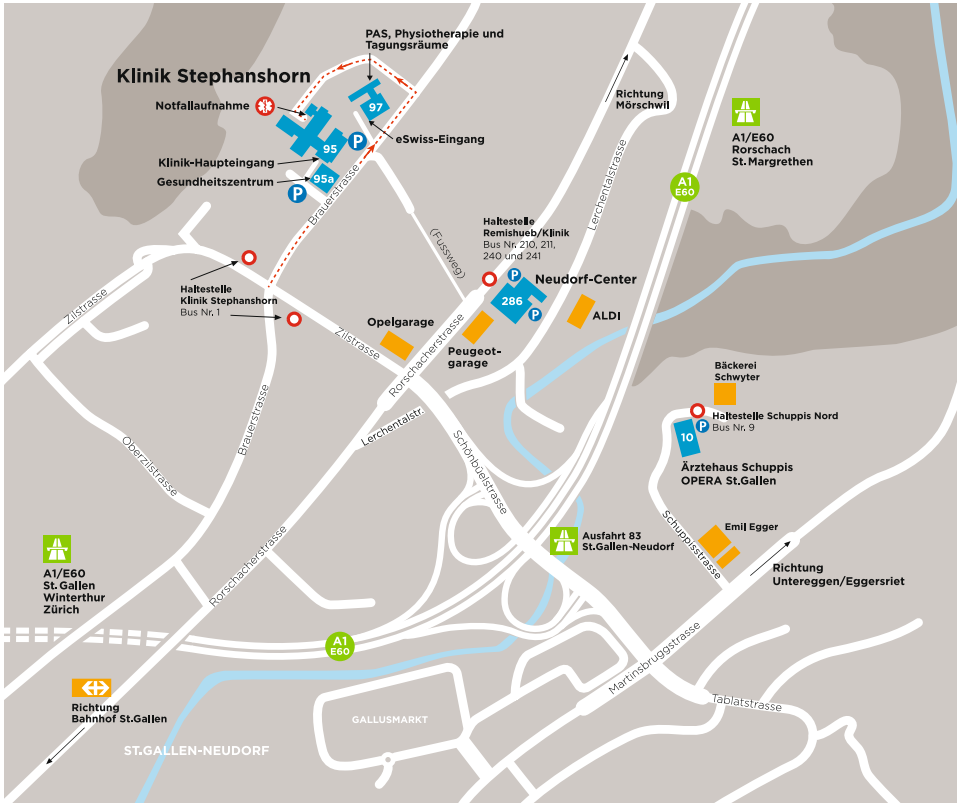 PAS, Physiotherapie und
Tagungsräume
Klinik Stephanshorn
Notfallaufnahme
97
eSwiss-Eingang
P
95
Klinik-Haupteingang
95a
Gesundheitszentrum
P
Brauerstrasse
Richtung
Mörschwil
Lerchentalstrasse
A1/E60
Rorschach
St.Margrethen
A1
E60
Haltestelle
Remishueb/Klinik
Bus Nr. 210, 211,
240 und 241
(Fussweg)
P
Neudorf-Center
286
P
ALDI
Zilstrasse
Haltestelle
Klinik Stephanshorn
Bus Nr. 1
Zilstrasse
Opelgarage
Rorschacherstrasse
Peugeot-
garage
Lerchentalstr.
Brauerstrasse
Oberzilstrasse
Schönbüelstrasse
Bäckerei
Schwyter
Haltestelle Schuppis Nord
Bus Nr. 9
P
10
Ärztehaus Schuppis
OPERA St.Gallen
Schuppisstrasse
Emil Egger
Ausfahrt 83
St.Gallen-Neudorf
Richtung
Untereggen/Eggersriet
A1/E60
St.Gallen
Winterthur
Zürich
Rorschacherstrasse
A1
E60
Martinsbruggstrasse
Tablatstrasse
Richtung
Bahnhof St.Gallen
GALLUSMARKT
ST.GALLEN-NEUDORF